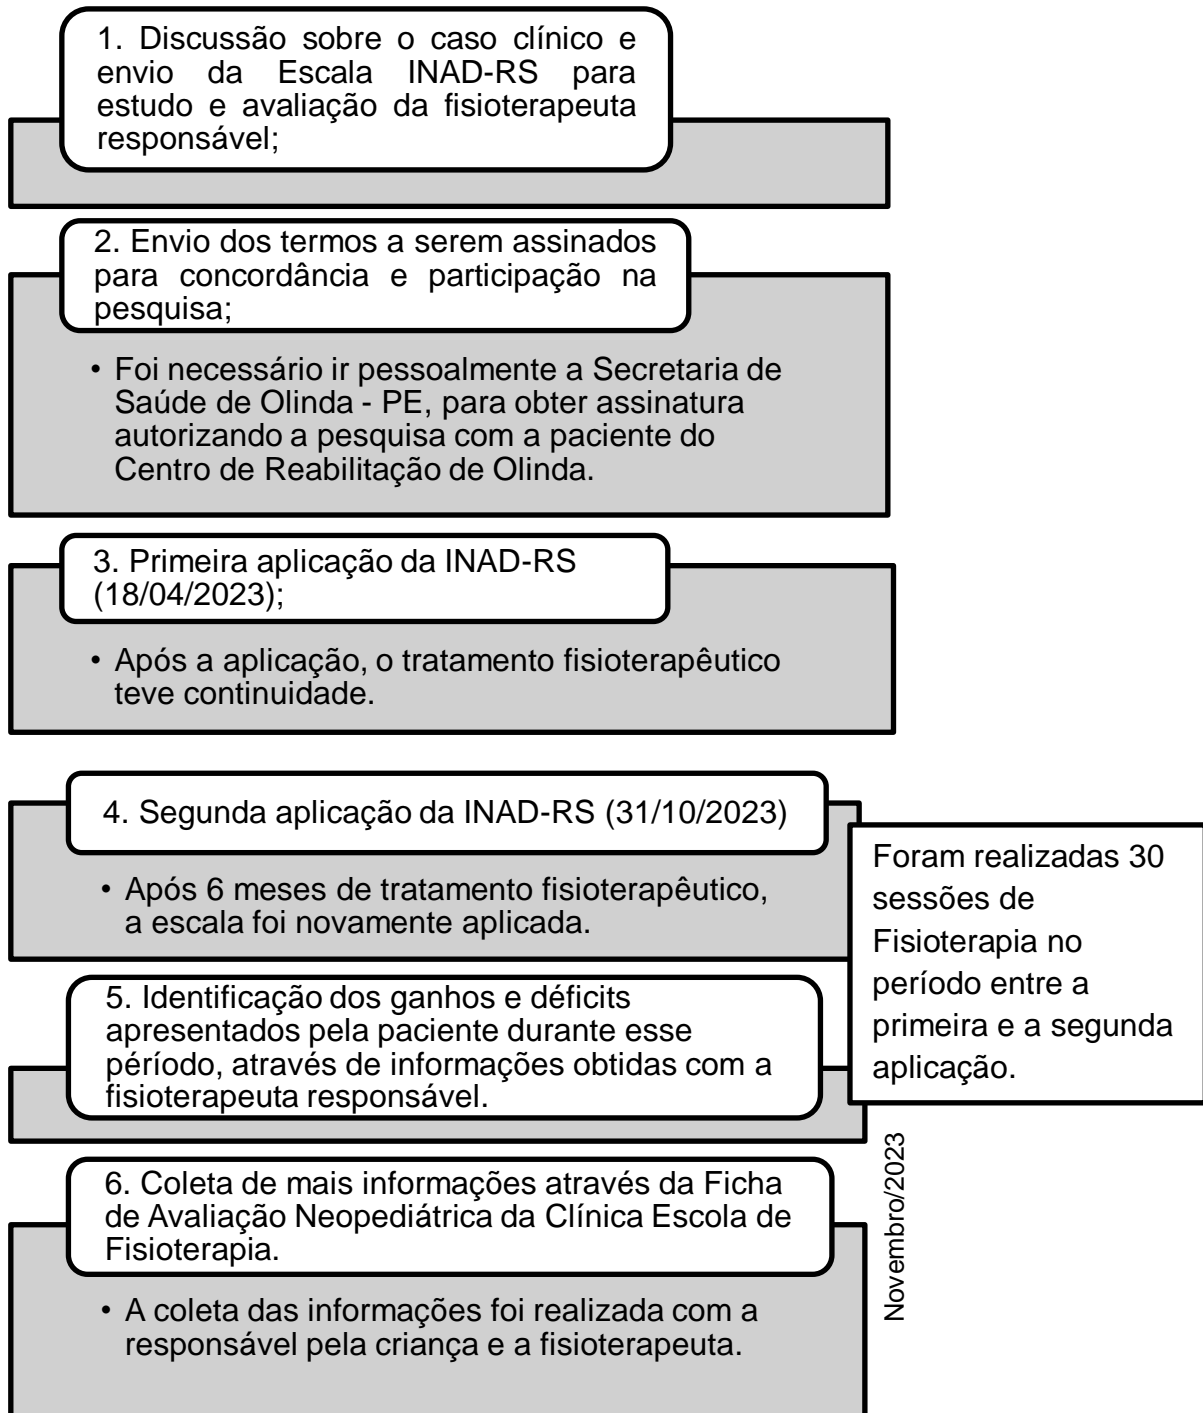 1. Discussão sobre o caso clínico e
envio da Escala INAD-RS para
estudo e avaliação da fisioterapeuta
responsável;
2. Envio dos termos a serem assinados
para concordância e participação na
pesquisa;
• Foi necessário ir pessoalmente a Secretaria de
Saúde de Olinda - PE, para obter assinatura
autorizando a pesquisa com a paciente do
Centro de Reabilitação de Olinda.
3. Primeira aplicação da INAD-RS
(18/04/2023);
• Após a aplicação, o tratamento fisioterapêutico
teve continuidade.
4. Segunda aplicação da INAD-RS (31/10/2023)
• Após 6 meses de tratamento fisioterapêutico,
a escala foi novamente aplicada.
Foram realizadas 30
sessões de
Fisioterapia no
período entre a
primeira e a segunda
aplicação.
5. Identificação dos ganhos e déficits
apresentados pela paciente durante esse
período, através de informações obtidas com a
fisioterapeuta responsável.
6. Coleta de mais informações através da Ficha
de Avaliação Neopediátrica da Clínica Escola de
Fisioterapia.
• A coleta das informações foi realizada com a
responsável pela criança e a fisioterapeuta.
Novembro/2023